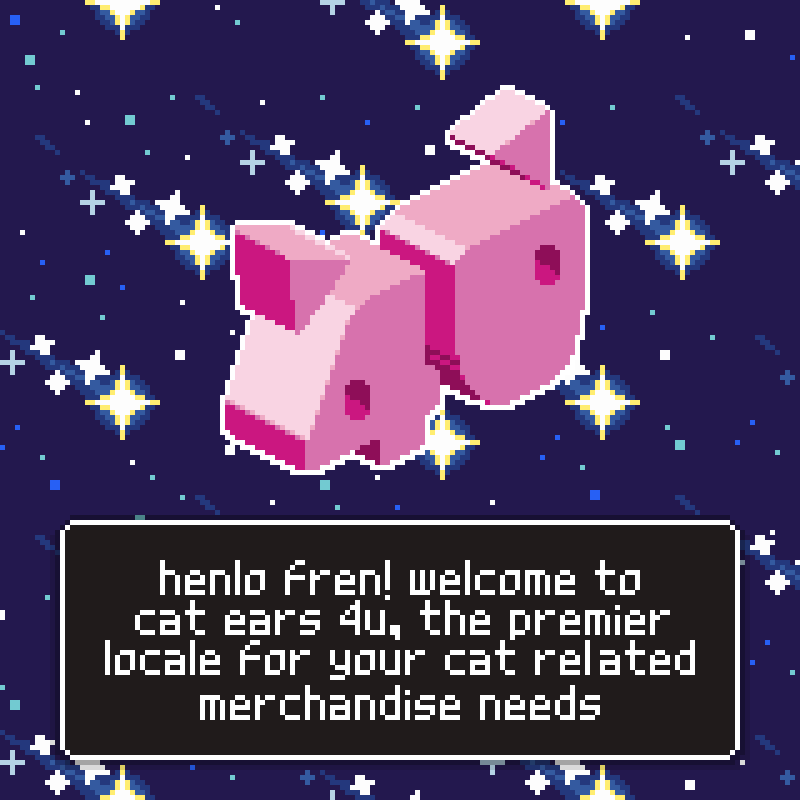 henlo fren! welcome to
cat ears 4u, the premier
locale for your cat related
merchandise needs